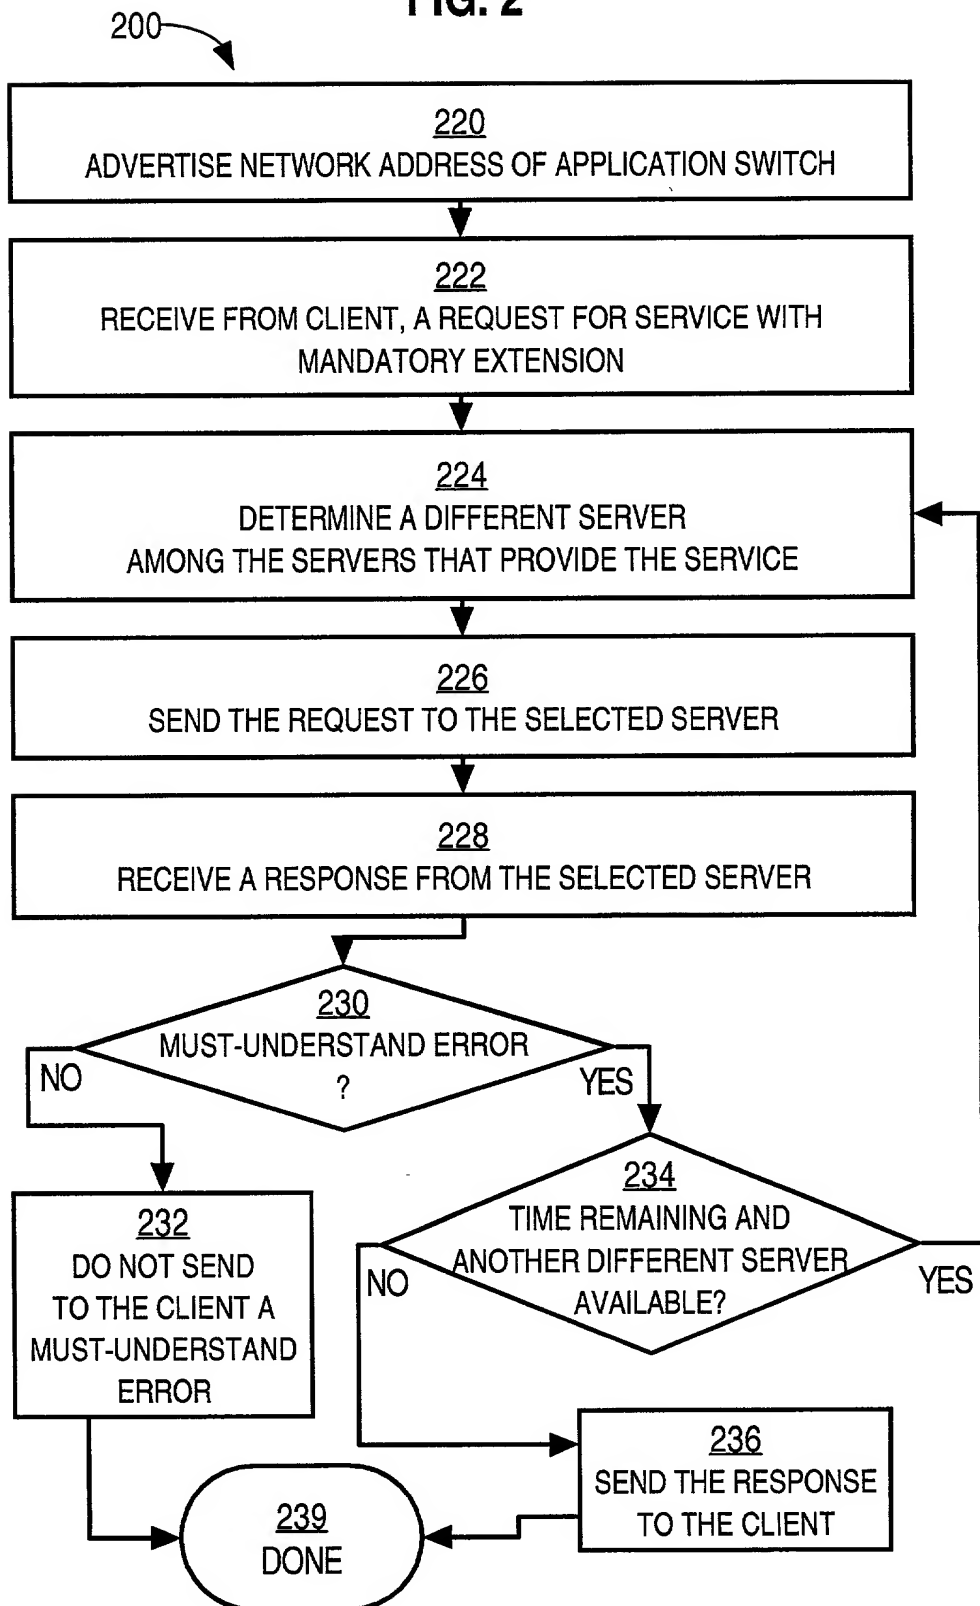 FIG. 2
200
220
ADVERTISE NETWORK ADDRESS OF APPLICATION SWITCH
222
RECEIVE FROM CLIENT, A REQUEST FOR SERVICE WITH
MANDATORY EXTENSION
224
DETERMINE A DIFFERENT SERVER
AMONG THE SERVERS THAT PROVIDE THE SERVICE
226
SEND THE REQUEST TO THE SELECTED SERVER
228
RECEIVE A RESPONSE FROM THE SELECTED SERVER
230
MUST-UNDERSTAND ERROR
?
NO
YES
234
TIME REMAINING AND
ANOTHER DIFFERENT SERVER
AVAILABLE?
NO
YES
232
DO NOT SEND
TO THE CLIENT A
MUST-UNDERSTAND
ERROR
236
SEND THE RESPONSE
TO THE CLIENT
239
DONE